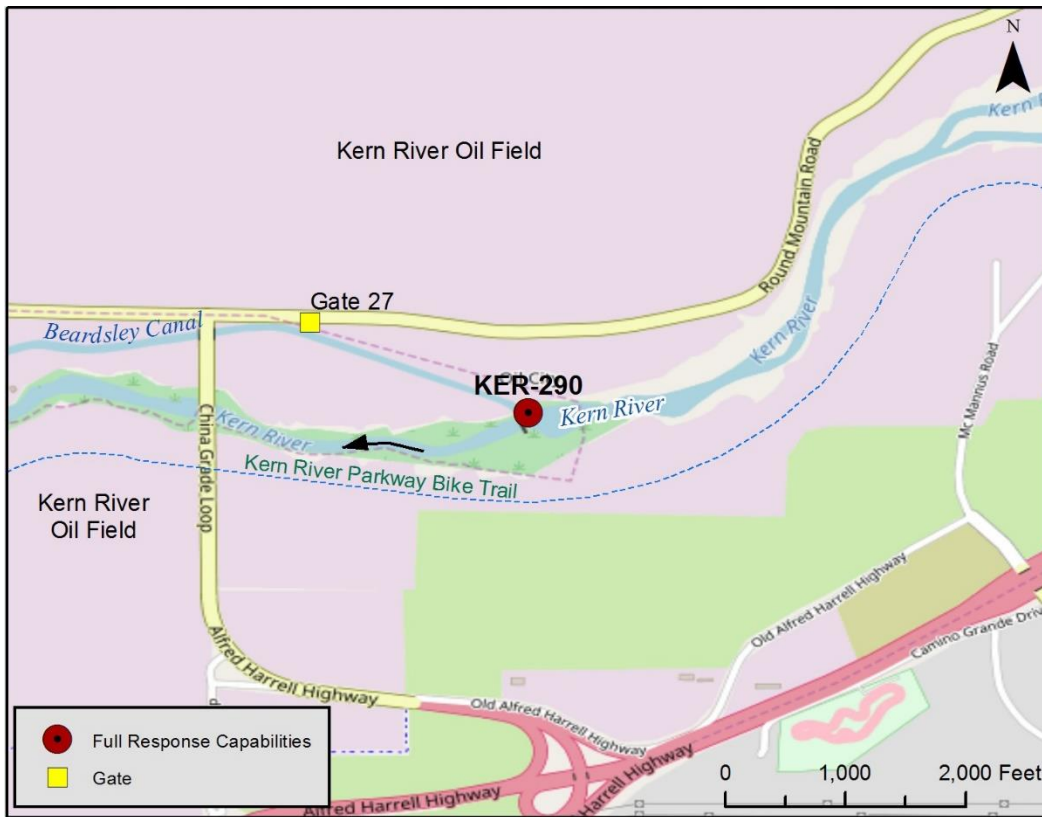 N
Kern River Oil Field
Kern R
Round Mountain Road
Gate 27
Beardsley Canal
Kern River
Mc Mannus Road
KER-290
Kern River
China Grade Loop
Kern River
Kern River Parkway Bike Trail
Kern River
Oil Field
Old Alfred Harrell Highway
Camino Grande Driv
Alfred Harrell Highway
Old Alfred Harrell Highway
Harrell Highway
Alfred Harrell Highway
Full Response Capabilities
Gate
0 1,000 2,000 Feet